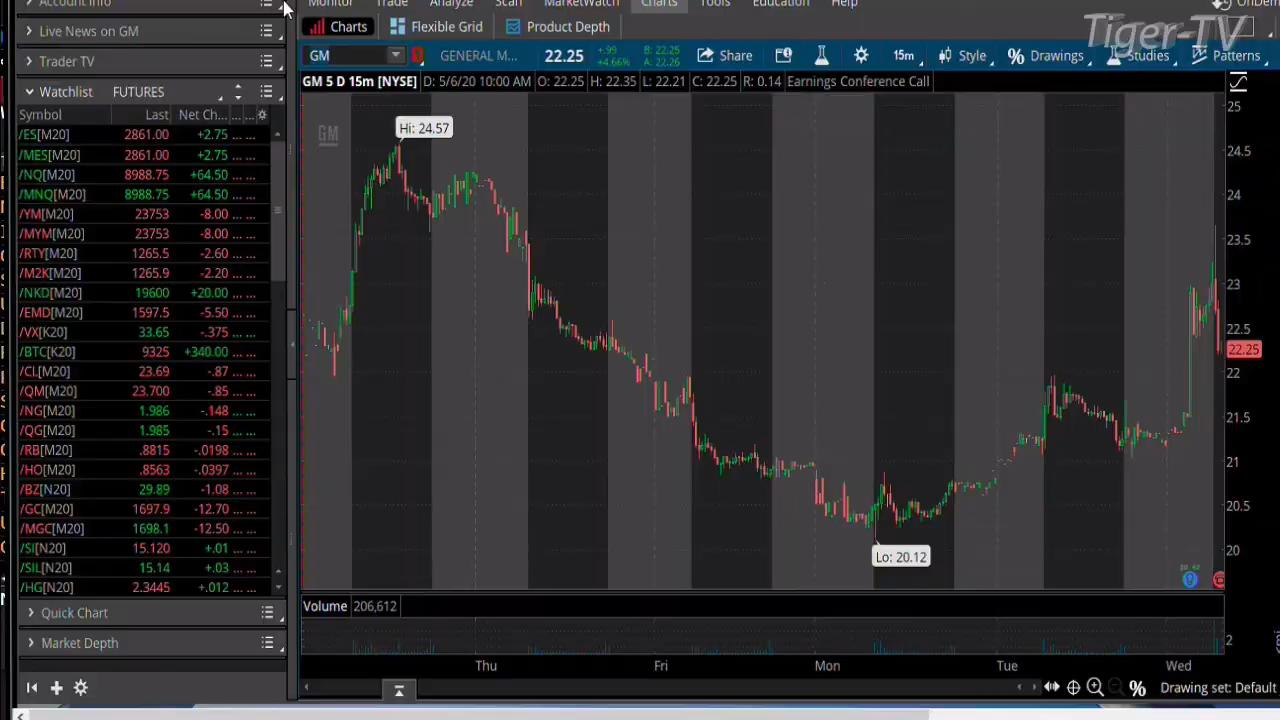 Account Info
Monitor Trade Analyze Scan MarketWatch Charts Tools Education Help
OnDem
Live News on GM
Charts Flexible Grid Product Depth
Tiger-TV
Trader TV
GM GENERAL M... 22.25 +.99 +4.66% B: 22.25 A: 22.26 Share 15m Style % Drawings Studies Patterns
Watchlist FUTURES
GM 5 D 15m [NYSE] D: 5/6/20 10:00 AM O: 22.25 H: 22.35 L: 22.21 C: 22.25 R: 0.14 Earnings Conference Call
Symbol Last Net Ch... ... ...
/ES[M20] 2861.00 +2.75 ... ...
/MES[M20] 2861.00 +2.75 ... ...
/NQ[M20] 8988.75 +64.50 ... ...
/MNQ[M20] 8988.75 +64.50 ... ...
/YM[M20] 23753 -8.00 ... ...
/MYM[M20] 23753 -8.00 ... ...
/RTY[M20] 1265.5 -2.60 ... ...
/M2K[M20] 1265.9 -2.20 ... ...
/NKD[M20] 19600 +20.00 ... ...
/EMD[M20] 1597.5 -5.50 ... ...
/VX[K20] 33.65 -.375 ... ...
/BTC[K20] 9325 +340.00 ... ...
/CL[M20] 23.69 -.87 ... ...
/QM[M20] 23.700 -.85 ... ...
/NG[M20] 1.986 -.148 ... ...
/QG[M20] 1.985 -.15 ... ...
/RB[M20] .8815 -.0198 ... ...
/HO[M20] .8563 -.0397 ... ...
/BZ[N20] 29.89 -1.08 ... ...
/GC[M20] 1697.9 -12.70 ... ...
/MGC[M20] 1698.1 -12.50 ... ...
/SI[N20] 15.120 +.01 ... ...
/SIL[N20] 15.14 +.03 ... ...
/HG[N20] 2.3445 +.012 ... ...
Quick Chart
Market Depth
GM
Hi: 24.57
Lo: 20.12
25
24.5
24
23.5
23
22.5
22.25
22
21.5
21
20.5
20
Volume 206,612
2
Thu Fri Mon Tue Wed
% Drawing set: Default